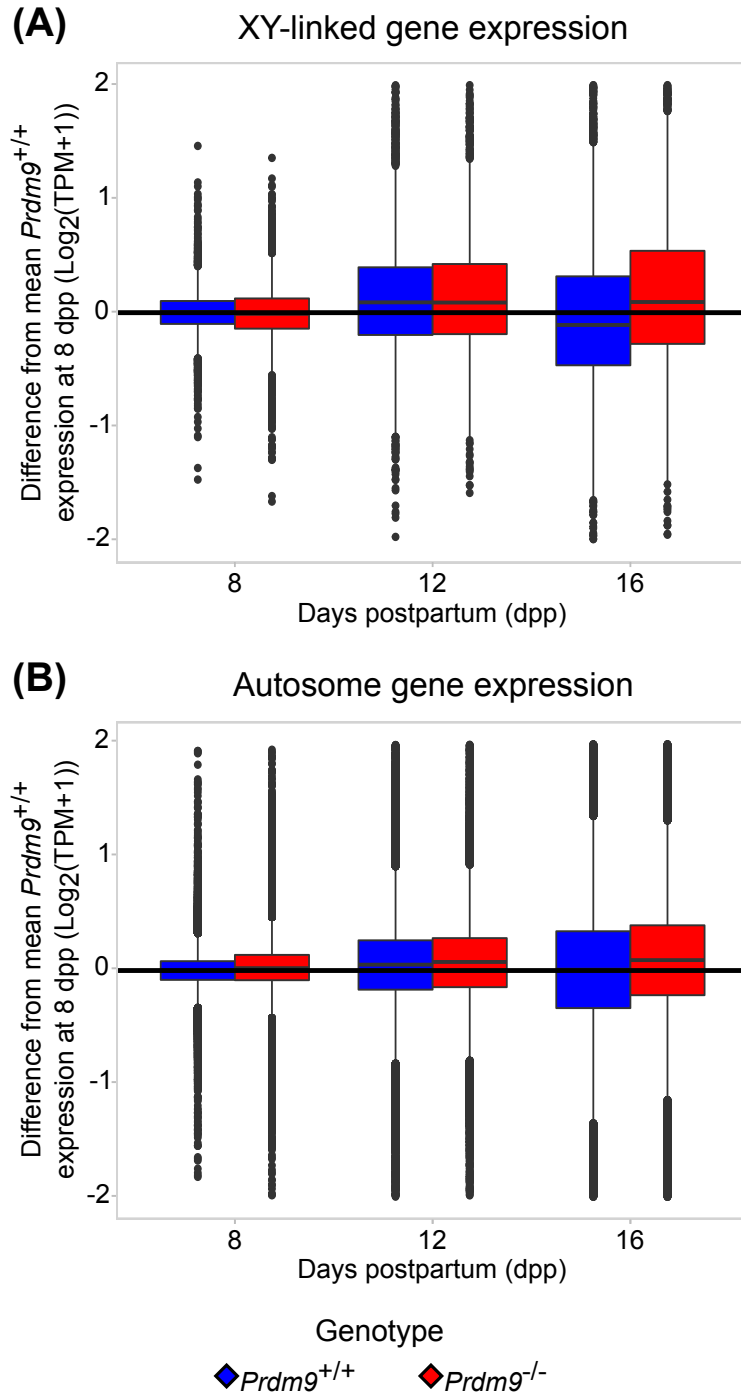 (A)
XY-linked gene expression
Difference from mean Prdm9+/+
expression at 8 dpp (Log2(TPM+1))
2
1
0
-1
-2
8 12 16
Days postpartum (dpp)
(B)
Autosome gene expression
Difference from mean Prdm9+/+
expression at 8 dpp (Log2(TPM+1))
2
1
0
-1
-2
8 12 16
Days postpartum (dpp)
Genotype
Prdm9+/+ Prdm9-/-